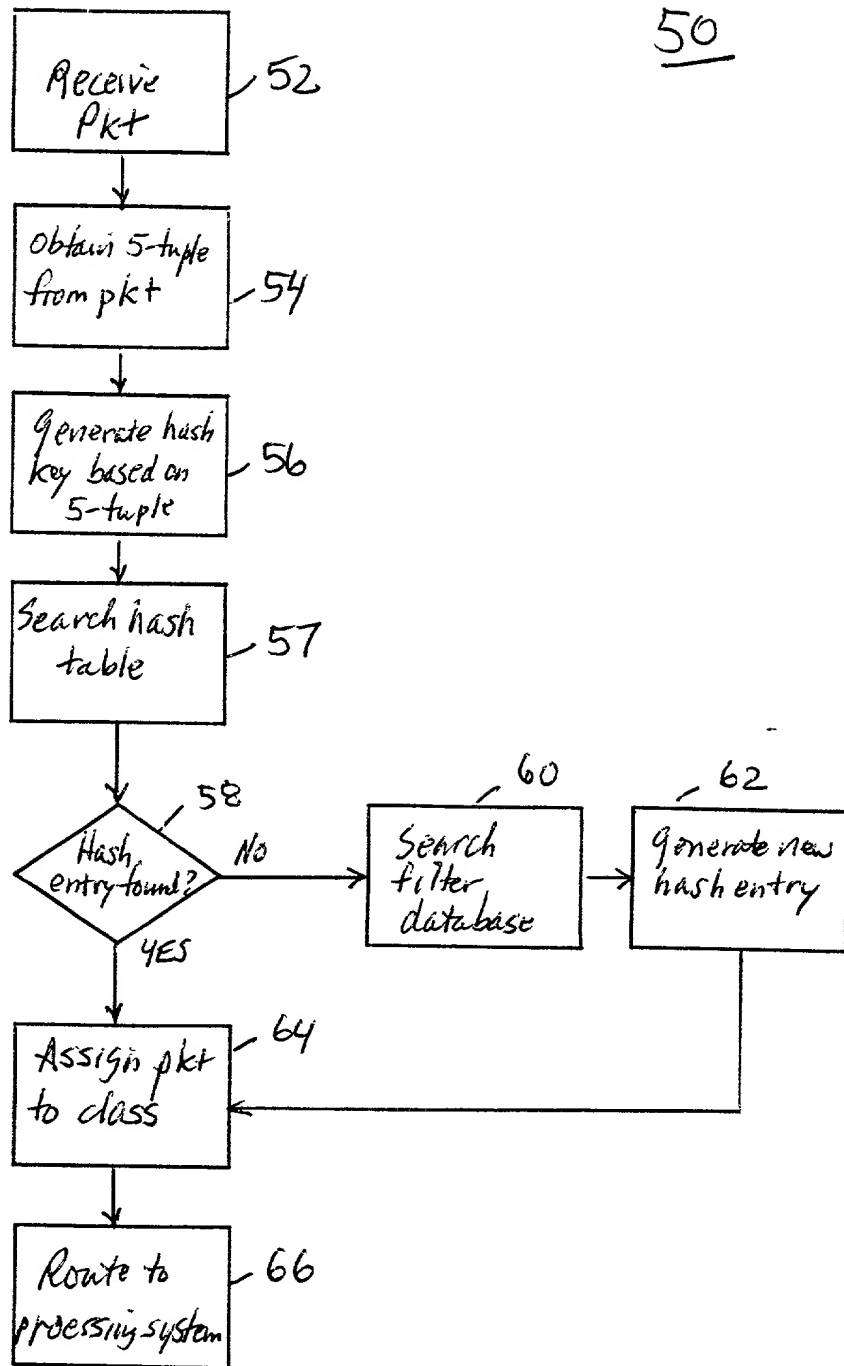 50
Receive
Pkt
52
Obtain 5-tuple
from pkt
54
Generate hash
key based on
5-tuple
56
Search hash
table
57
58
Hash
entry found?
No
YES
60
Search
filter
database
62
Generate new
hash entry
64
Assign pkt
to class
66
Route to
processing system